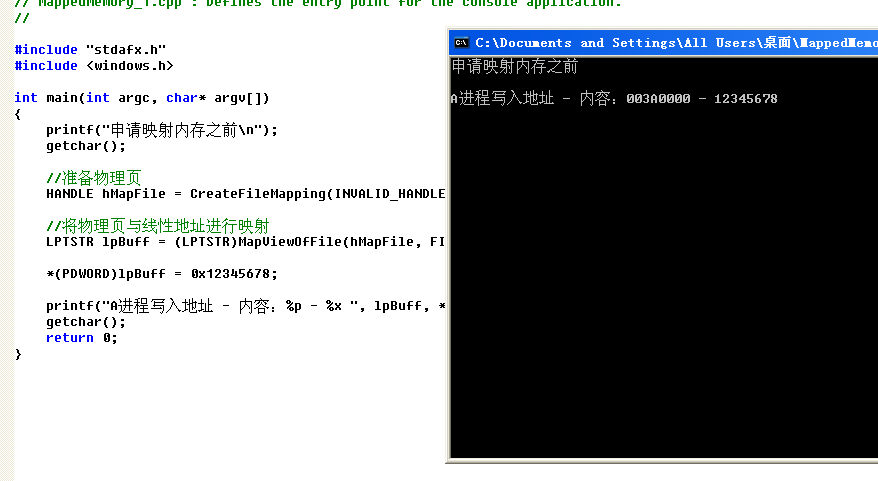 // MappedMemory_1.cpp : Defines the entry point for the console application.
//
#include "stdafx.h"
#include <windows.h>
int main(int argc, char* argv[])
{
printf("申请映射内存之前\n");
getchar();
//准备物理页
HANDLE hMapFile = CreateFileMapping(INVALID_HANDLE
//将物理页与线性地址进行映射
LPTSTR lpBuff = (LPTSTR)MapViewOfFile(hMapFile, FI
*(PDWORD)lpBuff = 0x12345678;
printf("A进程写入地址 - 内容: %p - %x ", lpBuff, *
getchar();
return 0;
}
C:\Documents and Settings\All Users\桌面\MappedMemo
申请映射内存之前
A进程写入地址 - 内容: 003A0000 - 12345678